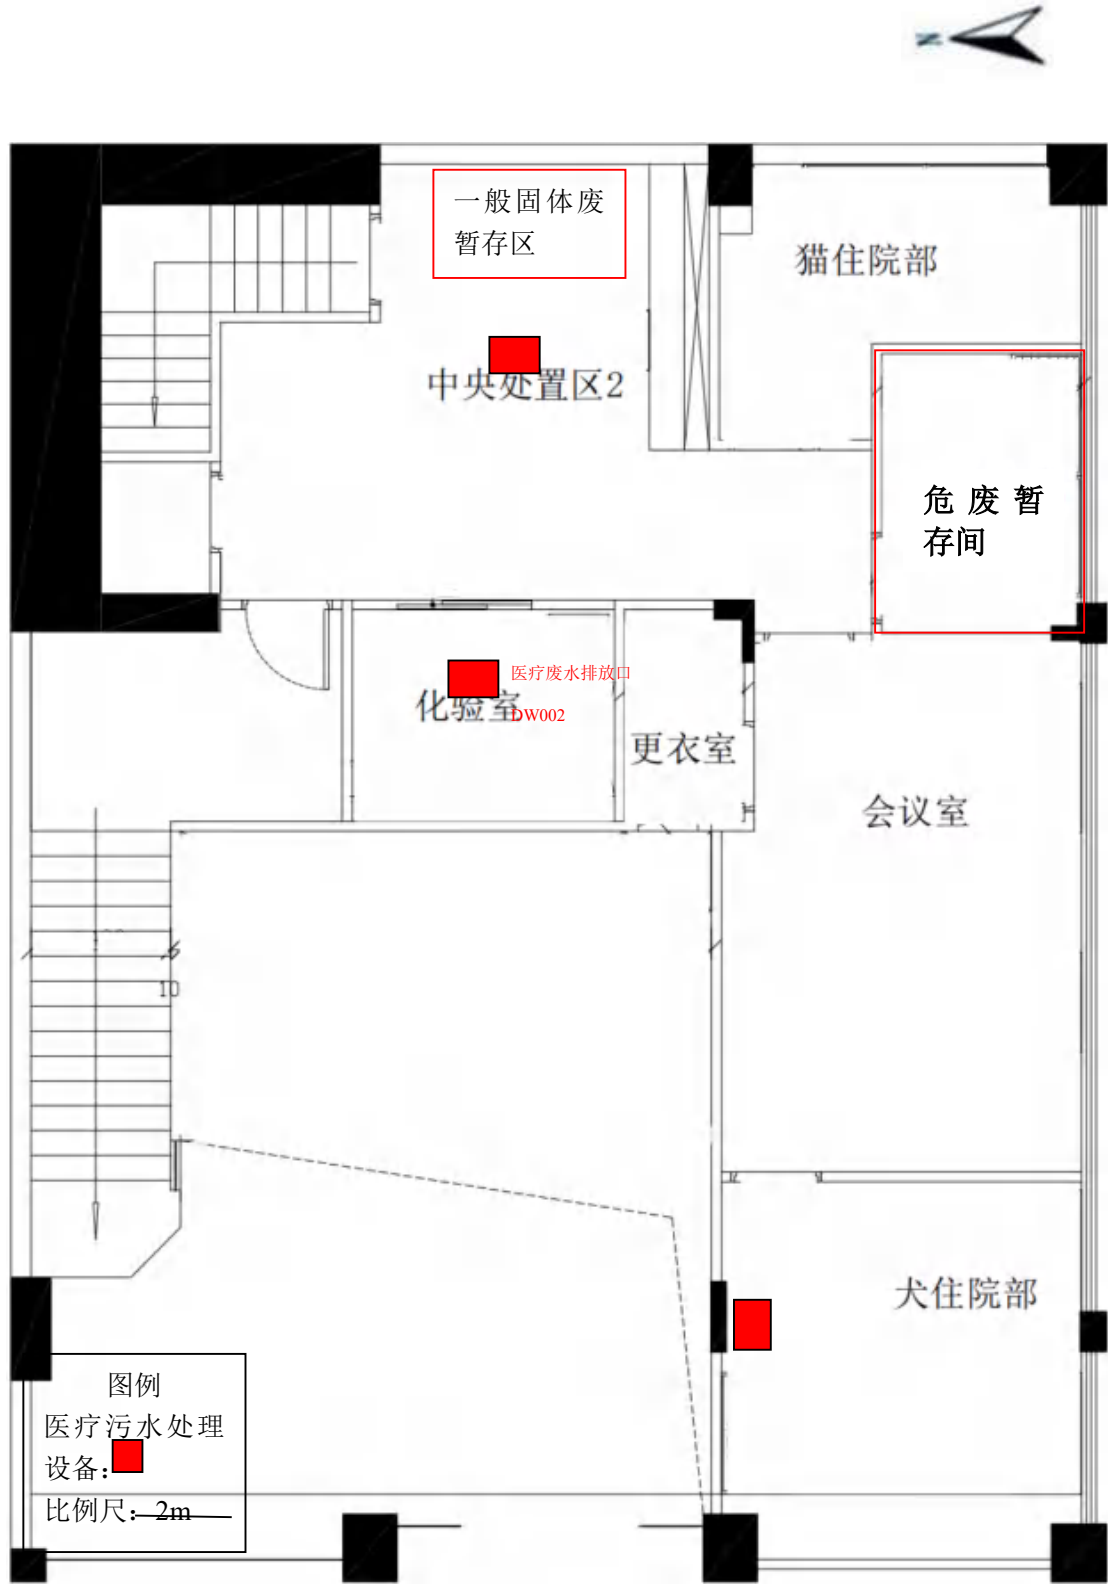 N
一般固体废
暂存区
猫住院部
中央处置区2
危废暂
存间
医疗废水排放口
化验室
DW002
更衣室
会议室
10
犬住院部
图例
医疗污水处理
设备:
比例尺: 2m